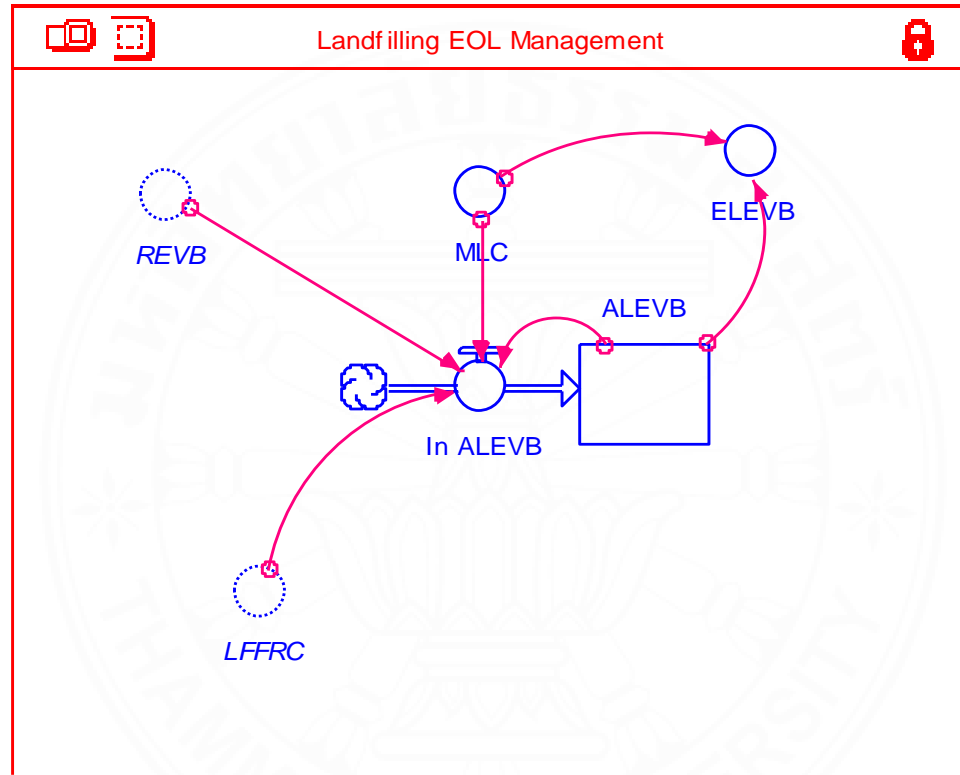 Landfilling EOL Management
REVB
MLC
ELEVB
ALEVB
In ALEVB
LFFRC